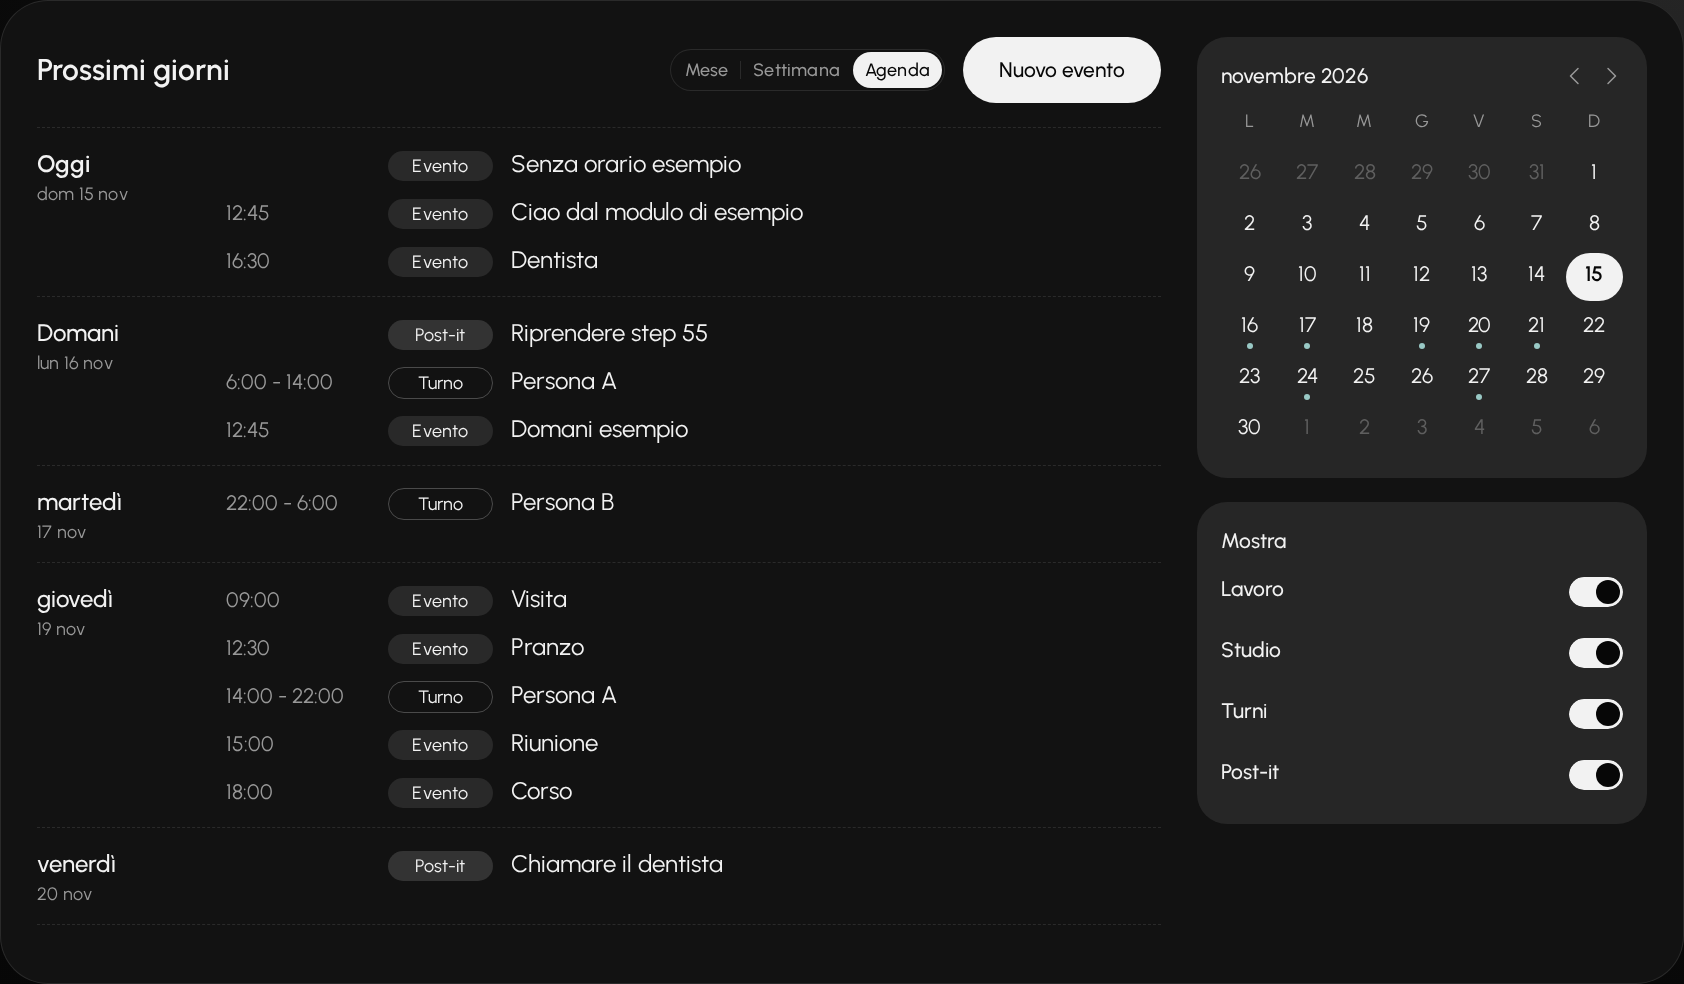 Prossimi giorni
Mese Settimana Agenda
Nuovo evento
Oggi
dom 15 nov
Evento Senza orario esempio
12:45 Evento Ciao dal modulo di esempio
16:30 Evento Dentista
Domani
lun 16 nov
Post-it Riprendere step 55
6:00 - 14:00 Turno Persona A
12:45 Evento Domani esempio
martedì
17 nov
22:00 - 6:00 Turno Persona B
giovedì
19 nov
09:00 Evento Visita
12:30 Evento Pranzo
14:00 - 22:00 Turno Persona A
15:00 Evento Riunione
18:00 Evento Corso
venerdì
20 nov
Post-it Chiamare il dentista
novembre 2026
L M M G V S D
26 27 28 29 30 31 1
2 3 4 5 6 7 8
9 10 11 12 13 14 15
16 17 18 19 20 21 22
23 24 25 26 27 28 29
30 1 2 3 4 5 6
Mostra
Lavoro
Studio
Turni
Post-it